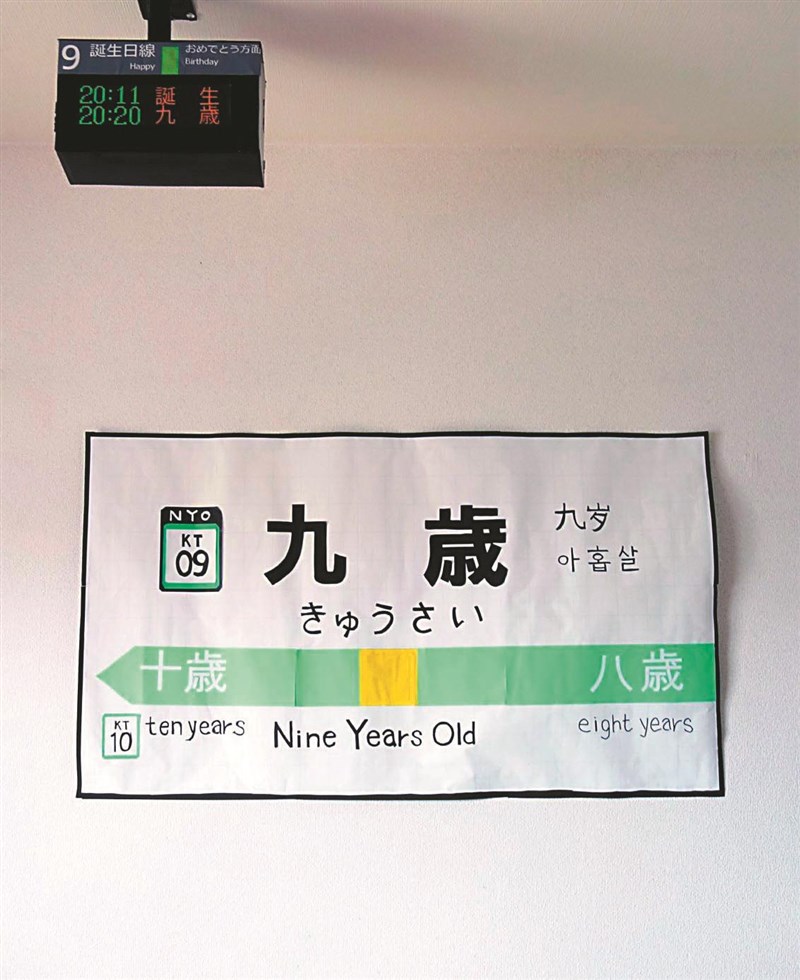 9 誕生日線 おめでとう方面
Happy Birthday
20:11 誕生
20:20 九歳
NYO
KT
09
九歳
九岁
아홉살
きゅうさい
十歳 八歳
KT
10
ten years Nine Years Old eight years